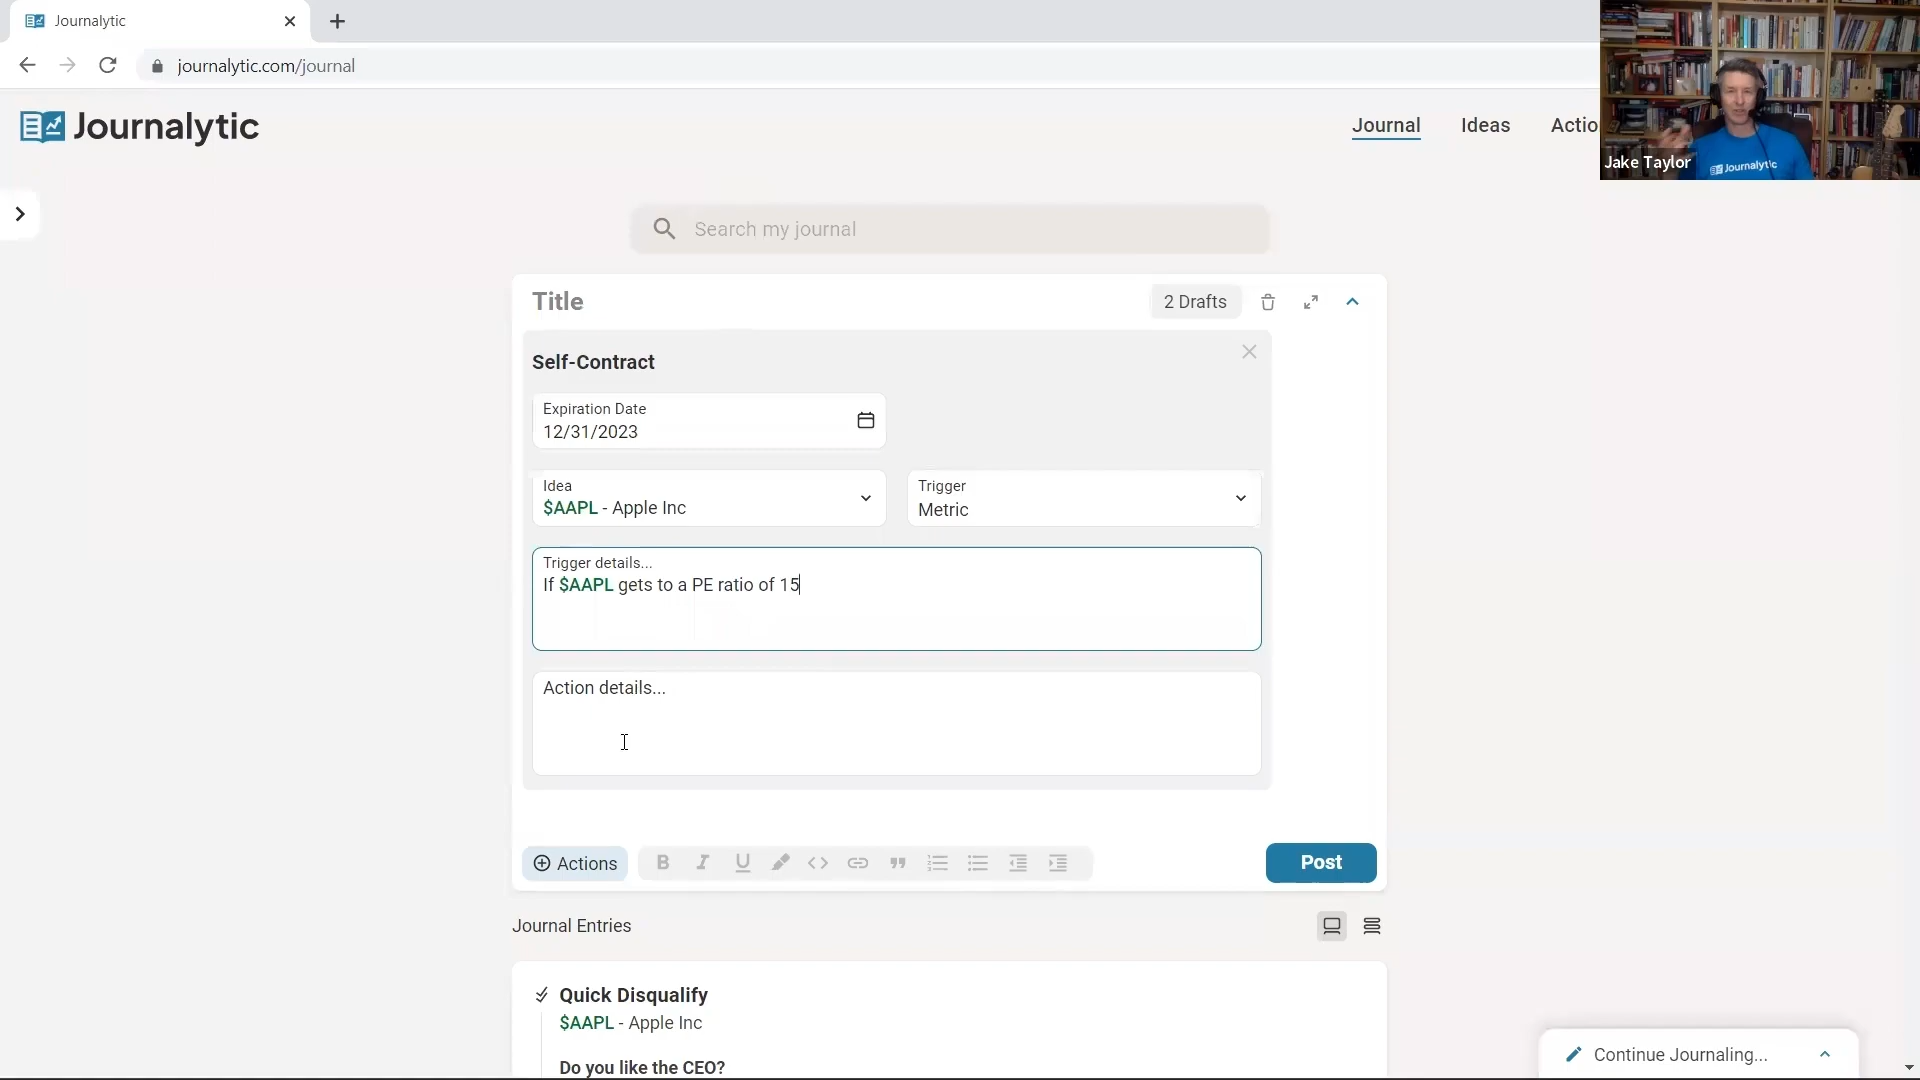 Journalytic
journalytic.com/journal
Journalytic
Journal
Ideas
Actio
Jake Taylor
Journalytic
Search my journal
Title
2 Drafts
Self-Contract
Expiration Date
12/31/2023
Idea
$AAPL - Apple Inc
Trigger
Metric
Trigger details...
If $AAPL gets to a PE ratio of 15
Action details...
Actions
B I U
Post
Journal Entries
Quick Disqualify
$AAPL - Apple Inc
Do you like the CEO?
Continue Journaling...